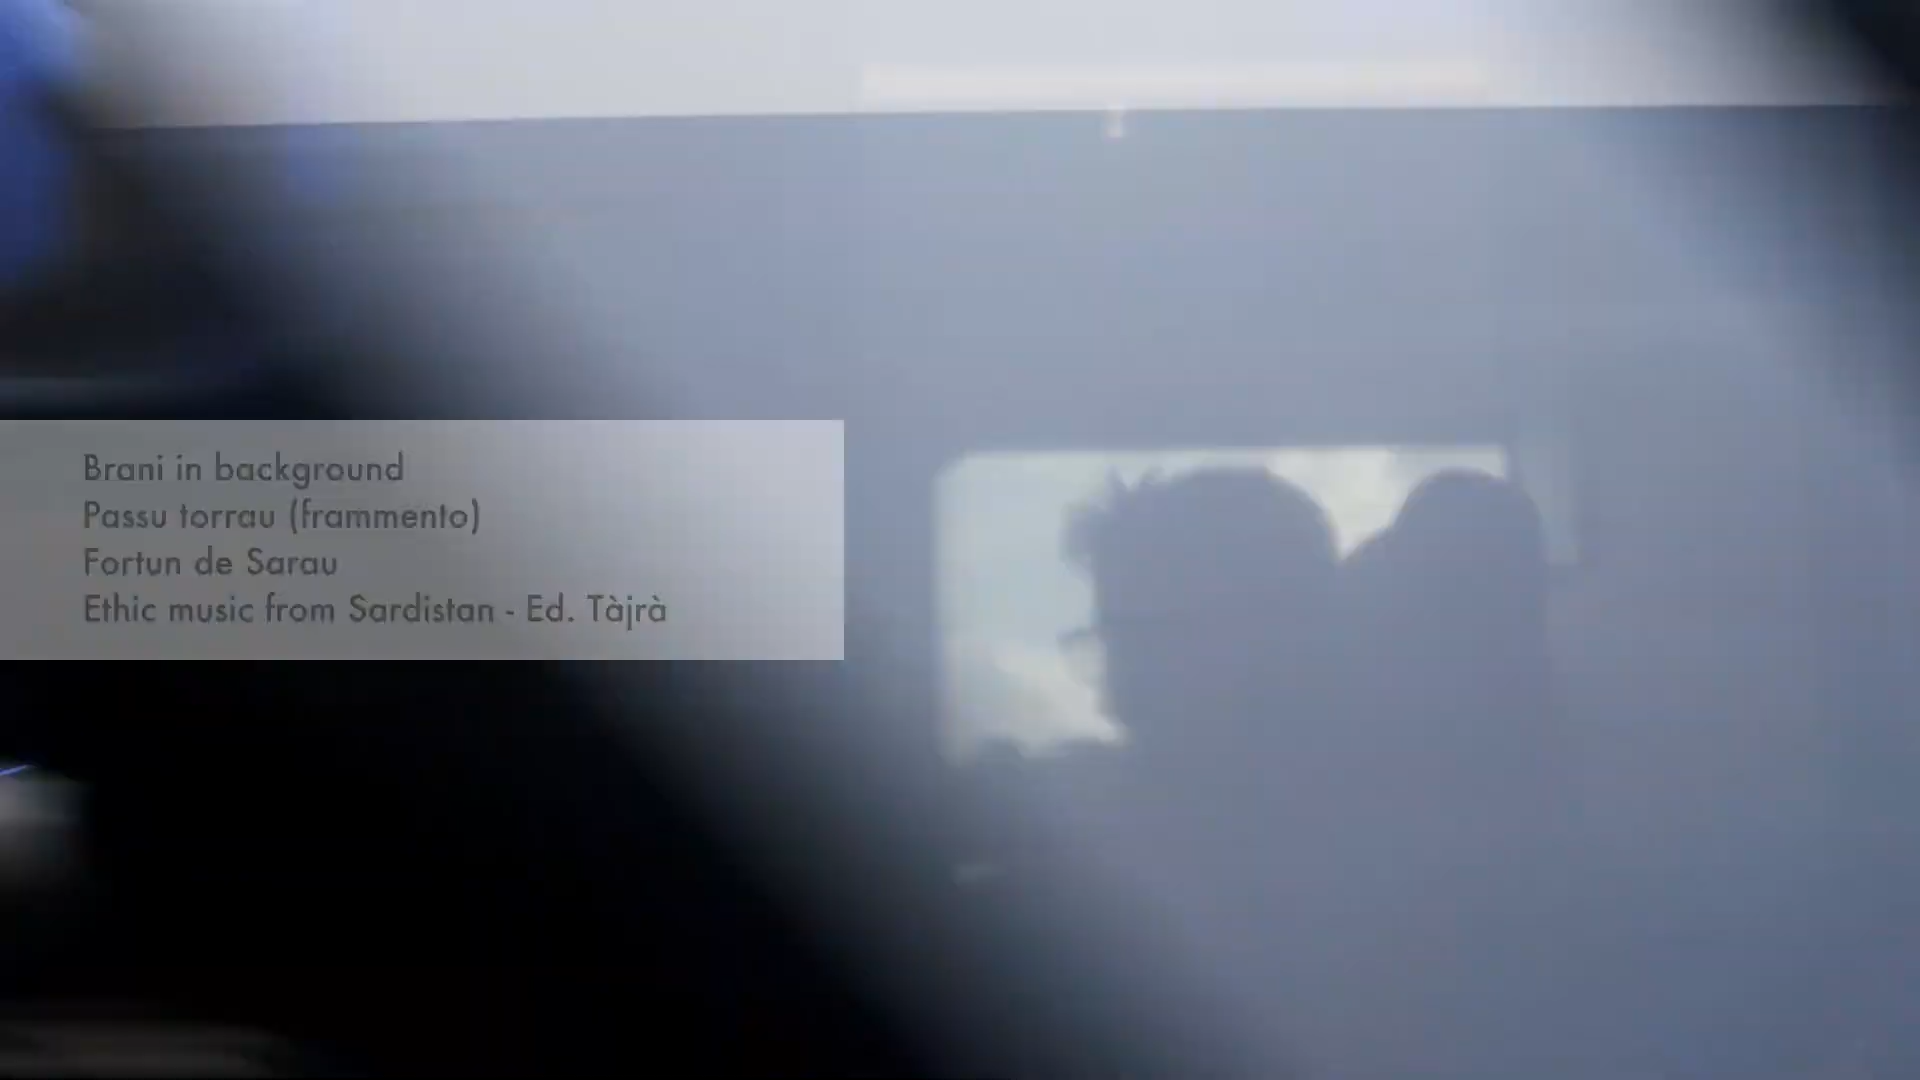 Brani in background
Passu torrau (frammento)
Fortun de Sarau
Ethic music from Sardistan - Ed. Tàjrà